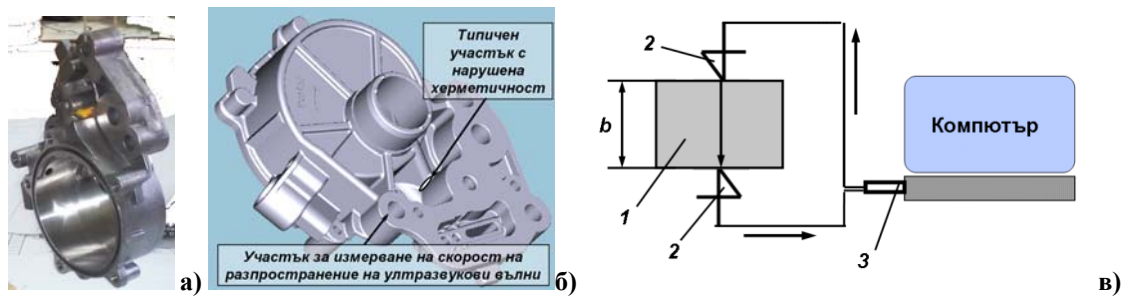 Типичен
участък с
нарушена
херметичност
Участък за измерване на скорост на
разпространение на ултразвукови вълни
а)
б)
2
b
1
2
3
Компютър
в)